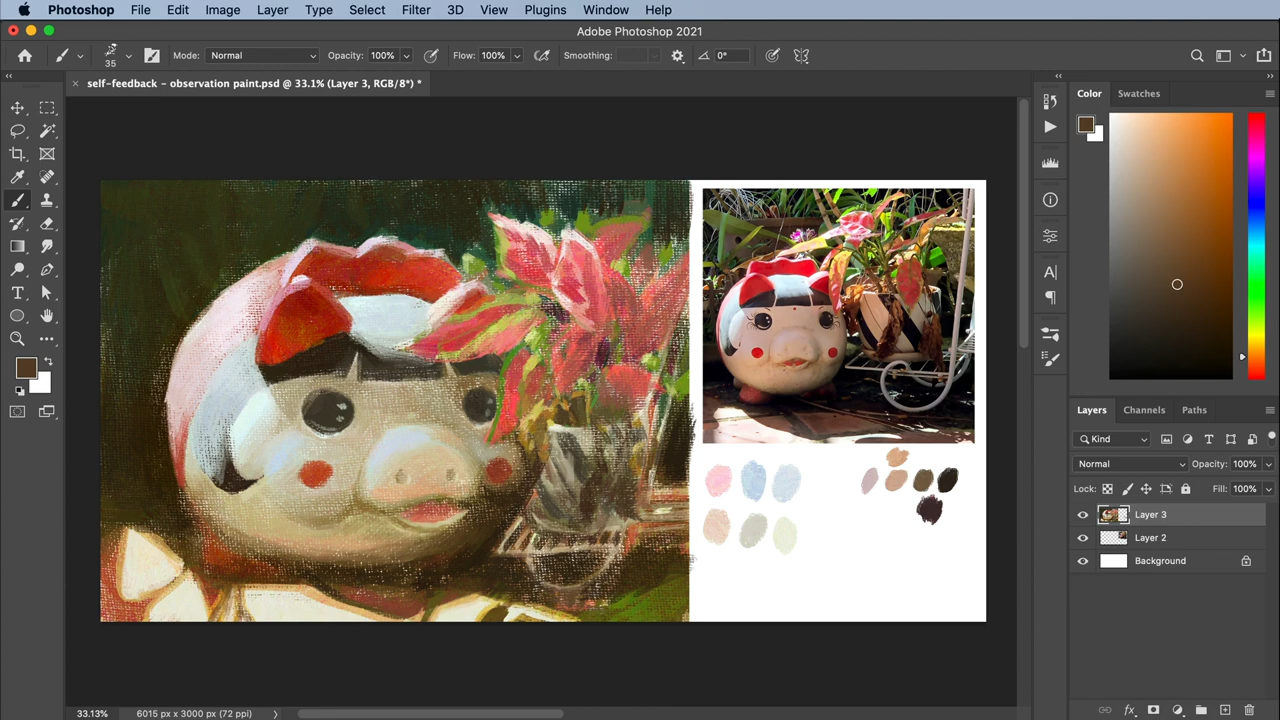 Photoshop File Edit Image Layer Type Select Filter 3D View Plugins Window Help
Adobe Photoshop 2021
35 Mode: Normal Opacity: 100% Flow: 100% Smoothing: 0°
× self-feedback – observation paint.psd @ 33.1% (Layer 3, RGB/8*) *
Color Swatches
A
Layers Channels Paths
Kind
Normal Opacity: 100%
Lock: Fill: 100%
Layer 3
Layer 2
Background
fx
33.13% 6015 px x 3000 px (72 ppi)